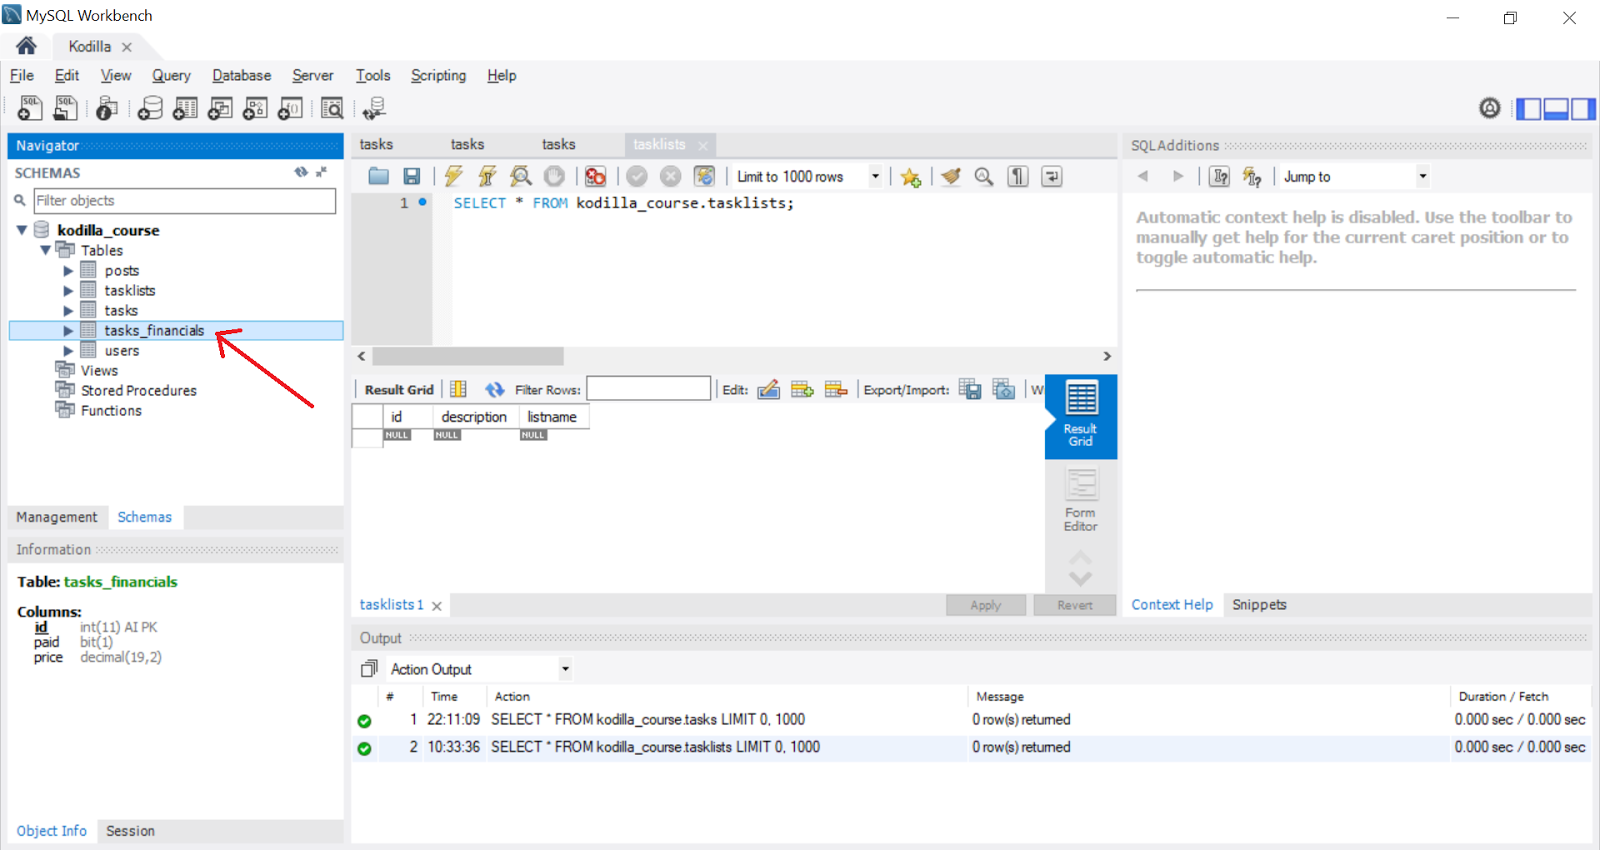 MySQL Workbench
Kodilla
File Edit View Query Database Server Tools Scripting Help
Navigator
SCHEMAS
Filter objects
kodilla_course
Tables
posts
tasklists
tasks
tasks_financials
users
Views
Stored Procedures
Functions
Management Schemas
Information
Table: tasks_financials
Columns:
id int(11) AI PK
paid bit(1)
price decimal(19,2)
Object Info Session
tasks tasks tasks tasklists
Limit to 1000 rows
1 SELECT * FROM kodilla_course.tasklists;
Result Grid Filter Rows: Edit: Export/Import:
id description listname
NULL NULL NULL
Result
Grid
Form
Editor
tasklists 1 Apply Revert
SQLAdditions
Jump to
Automatic context help is disabled. Use the toolbar to
manually get help for the current caret position or to
toggle automatic help.
Context Help Snippets
Output
Action Output
# Time Action Message Duration / Fetch
1 22:11:09 SELECT * FROM kodilla_course.tasks LIMIT 0, 1000 0 row(s) returned 0.000 sec / 0.000 sec
2 10:33:36 SELECT * FROM kodilla_course.tasklists LIMIT 0, 1000 0 row(s) returned 0.000 sec / 0.000 sec